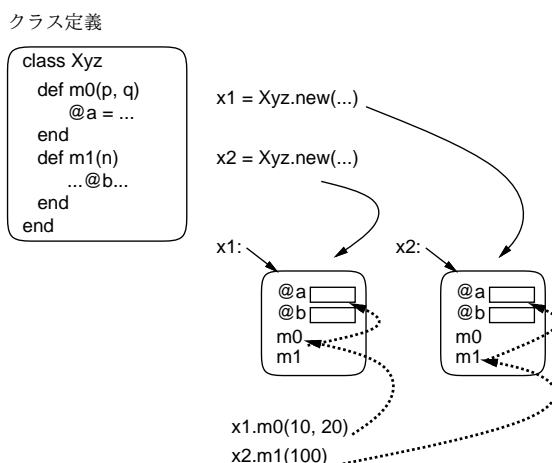 クラス定義
class Xyz
def m0(p, q)
@a = ...
end
def m1(n)
...@b...
end
end
x1 = Xyz.new(...)
x2 = Xyz.new(...)
x1:
@a
@b
m0
m1
x2:
@a
@b
m0
m1
x1.m0(10, 20)
x2.m1(100)